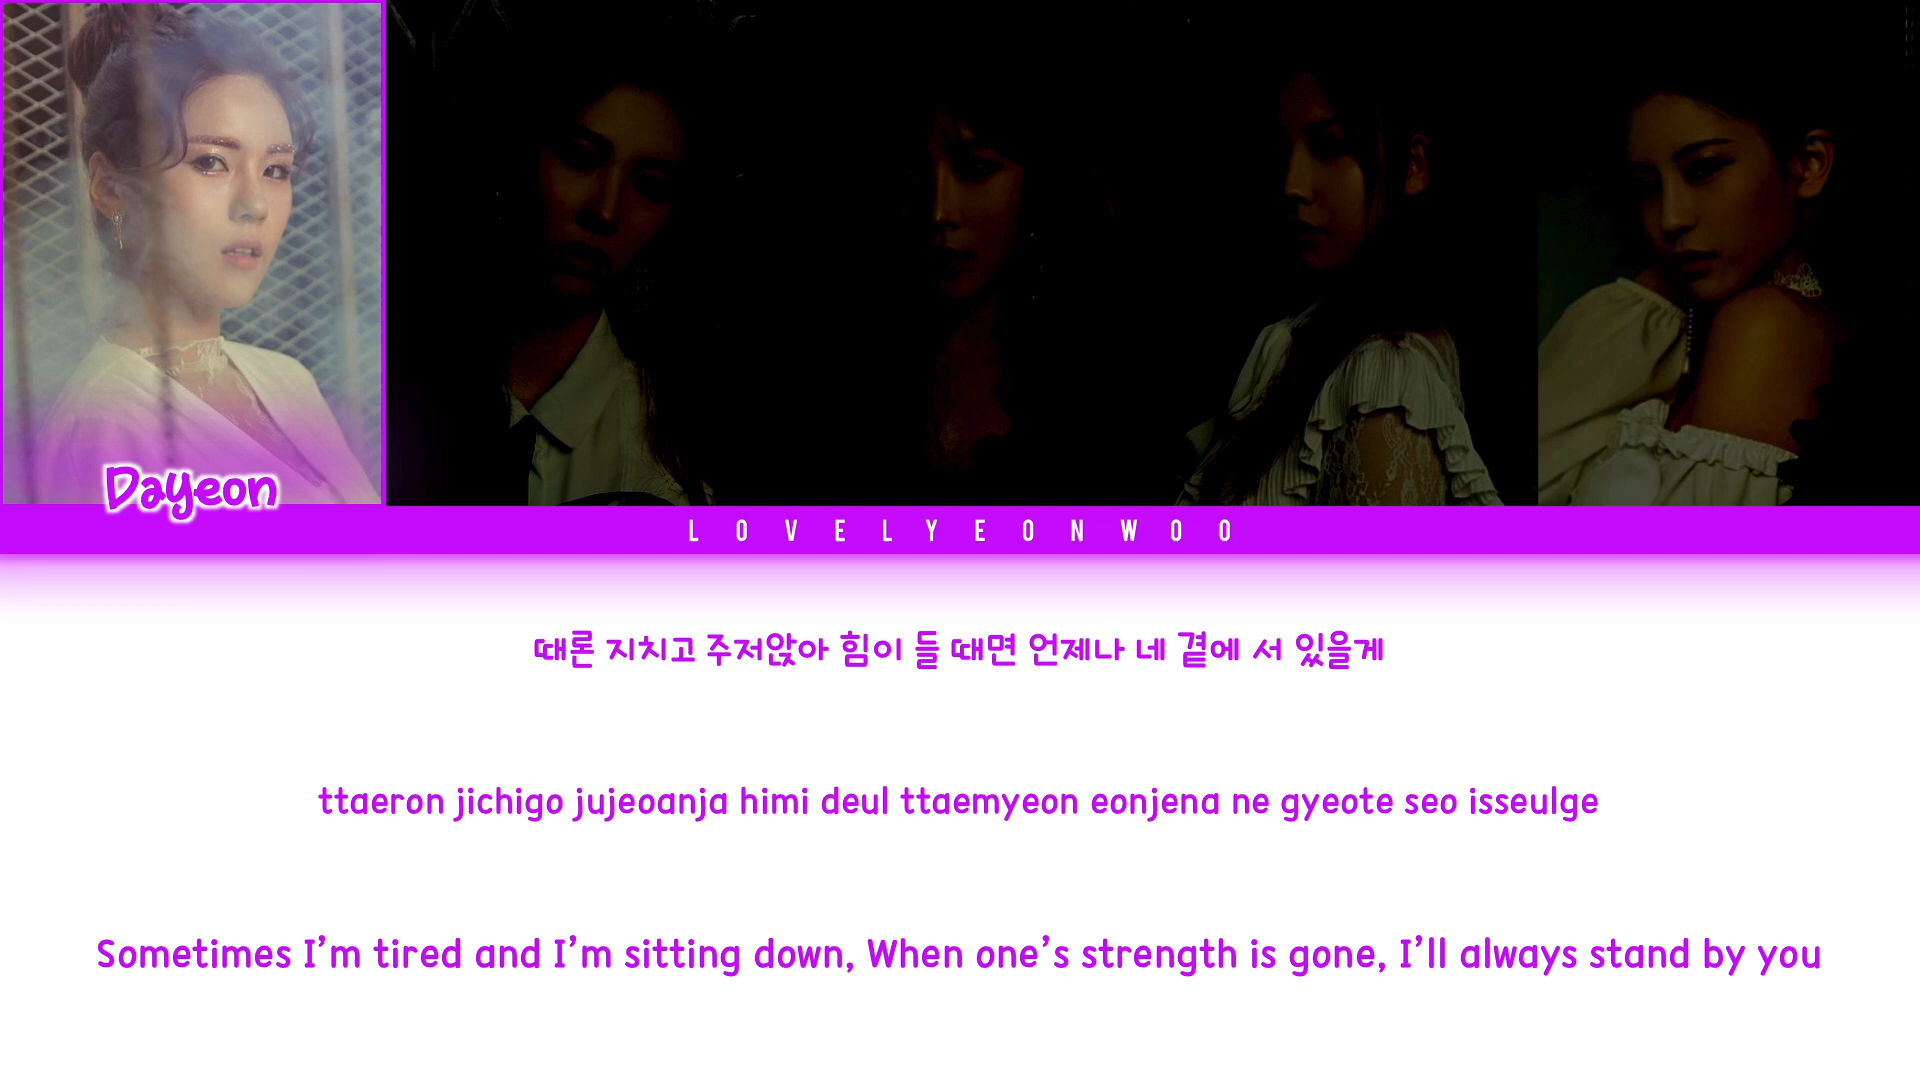 Dayeon
LOVELYEONWOO
때론 지치고 주저앉아 힘이 들 때면 언제나 네 곁에 서 있을게
ttaeron jichigo jujeoanja himi deul ttaemyeon eonjena ne gyeote seo isseulge
Sometimes I’m tired and I’m sitting down, When one’s strength is gone, I’ll always stand by you